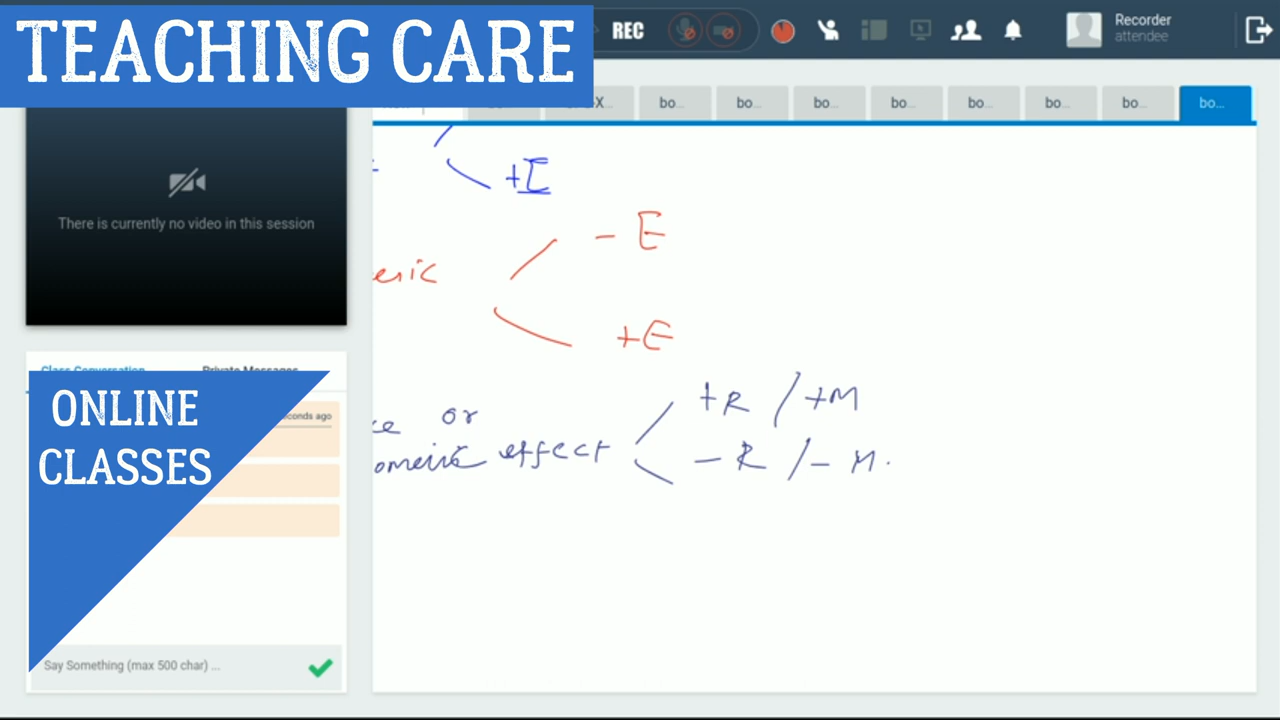 TEACHING CARE
REC
Recorder
attendee
bo...
bo...
bo...
bo...
bo...
bo...
bo...
bo...
There is currently no video in this session
+I
- E
eric
+E
Class Conversation
Private Messages
ONLINE
CLASSES
conds ago
ce or
omeric effect
+R / +M
- R / - M.
Say Something (max 500 char) ...